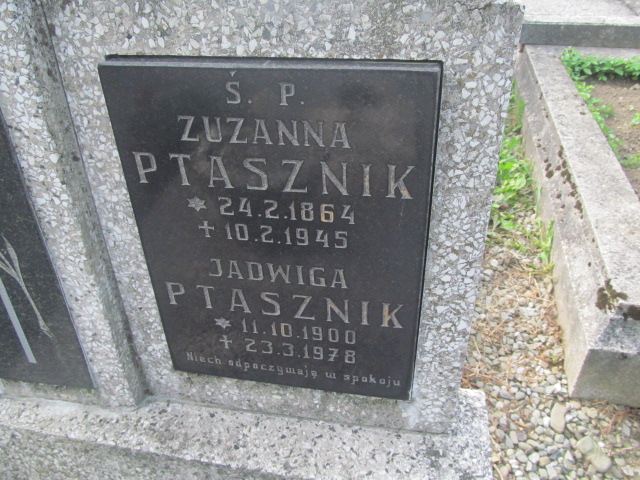 Ś. P.
ZUZANNA
PTASZNIK
* 24.2.1864
✝ 10.2.1945
JADWIGA
PTASZNIK
* 11.10.1900
✝ 23.3.1978
Niech odpoczywają w spokoju